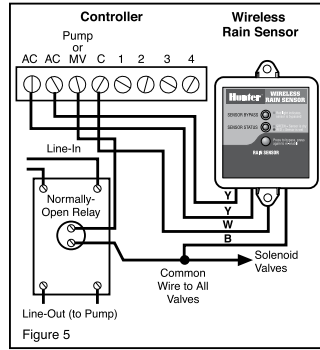 Controller
Wireless
Rain Sensor
Pump
or
AC AC MV C 1 2 3 4
Hunter
WIRELESS
RAIN SENSOR
SENSOR BYPASS
SENSOR STATUS
RAIN SENSOR
Line-In
Normally-
Open Relay
Y
Y
W
B
Solenoid
Valves
Common
Wire to All
Valves
Line-Out (to Pump)
Figure 5